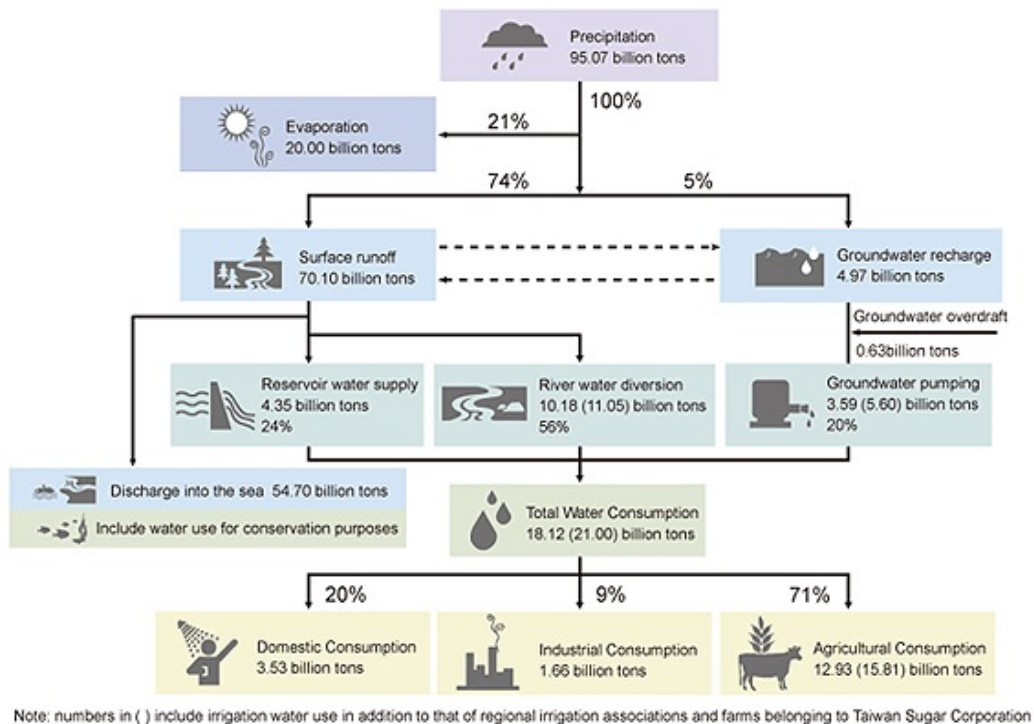 Precipitation
95.07 billion tons
100%
21%
Evaporation
20.00 billion tons
74%
5%
Surface runoff
70.10 billion tons
Groundwater recharge
4.97 billion tons
Groundwater overdraft
0.63billion tons
Reservoir water supply
4.35 billion tons
24%
River water diversion
10.18 (11.05) billion tons
56%
Groundwater pumping
3.59 (5.60) billion tons
20%
Discharge into the sea 54.70 billion tons
Include water use for conservation purposes
Total Water Consumption
18.12 (21.00) billion tons
20%
9%
71%
Domestic Consumption
3.53 billion tons
Industrial Consumption
1.66 billion tons
Agricultural Consumption
12.93 (15.81) billion tons
Note: numbers in ( ) include irrigation water use in addition to that of regional irrigation associations and farms belonging to Taiwan Sugar Corporation